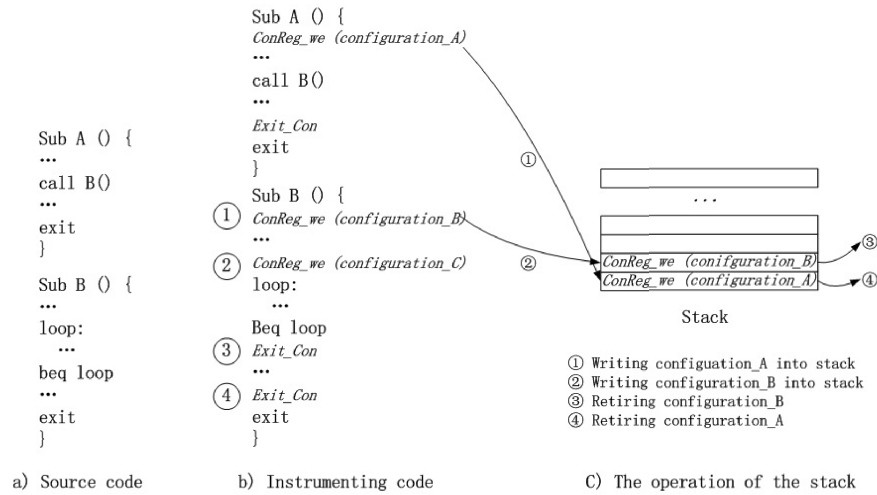 Sub A () {
…
call B()
…
exit
}
Sub B () {
…
loop:
…
beq loop
…
exit
}
a) Source code
Sub A () {
ConReg_we (configuration_A)
…
call B()
…
Exit_Con
exit
}
Sub B () {
① ConReg_we (configuration_B)
…
② ConReg_we (configuration_C)
loop:
…
Beq loop
③ Exit_Con
…
④ Exit_Con
exit
}
b) Instrumenting code
①
②
...
ConReg_we (conifguration_B)
③
ConReg_we (configuration_A)
④
Stack
① Writing configuation_A into stack
② Writing configuration_B into stack
③ Retiring configuration_B
④ Retiring configuration_A
C) The operation of the stack